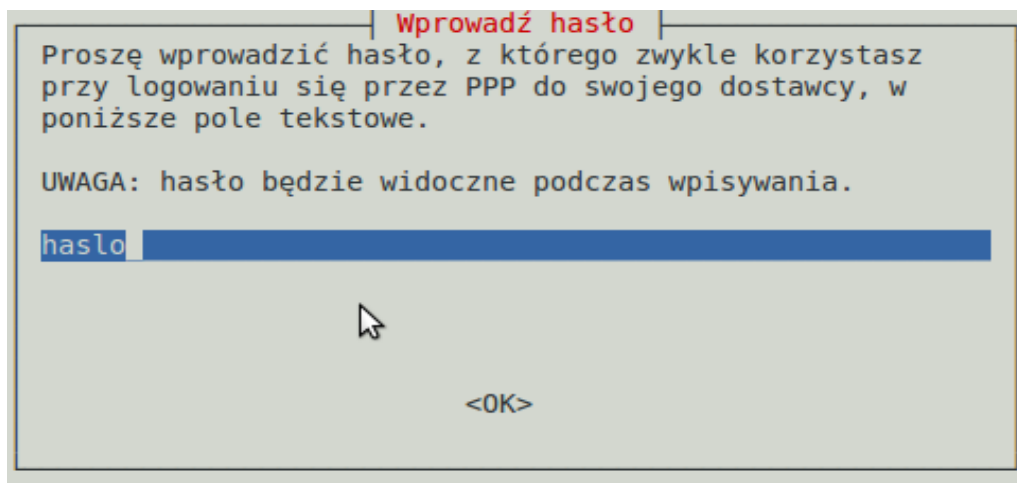 Wprowadź hasło
Proszę wprowadzić hasło, z którego zwykle korzystasz
przy logowaniu się przez PPP do swojego dostawcy, w
poniższe pole tekstowe.
UWAGA: hasło będzie widoczne podczas wpisywania.
haslo
<OK>